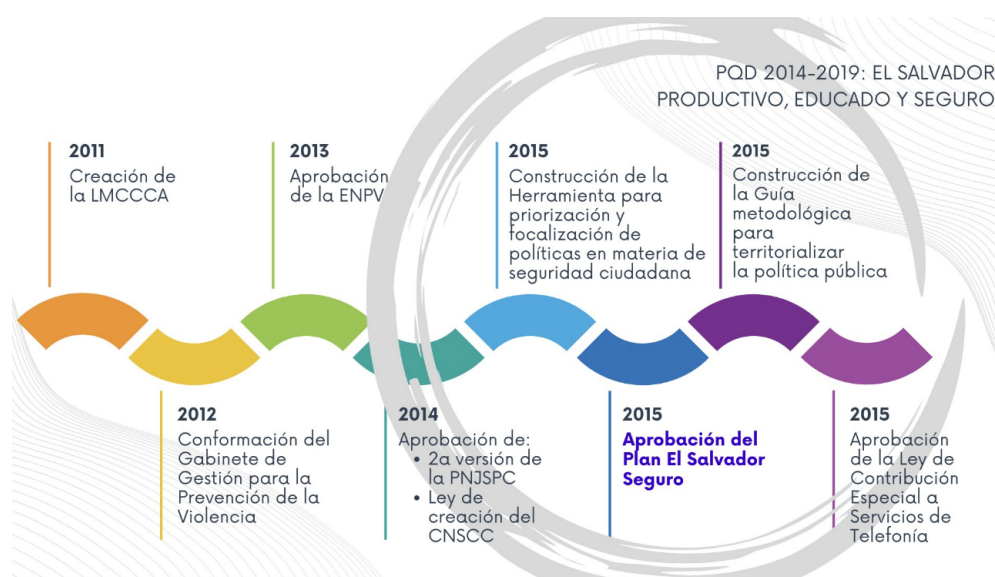 PQD 2014-2019: EL SALVADOR
PRODUCTIVO, EDUCADO Y SEGURO
2011
Creación de
la LMCCCA
2013
Aprobación
de la ENPV
2015
Construcción de la
Herramienta para
priorización y
focalización de
políticas en materia de
seguridad ciudadana
2015
Construcción de
la Guía
metodológica
para
territorializar
la política pública
2012
Conformación del
Gabinete de
Gestión para la
Prevención de la
Violencia
2014
Aprobación de:
• 2a versión de
la PNJSPC
• Ley de
creación del
CNSCC
2015
Aprobación del
Plan El Salvador
Seguro
2015
Aprobación
de la Ley de
Contribución
Especial a
Servicios de
Telefonía